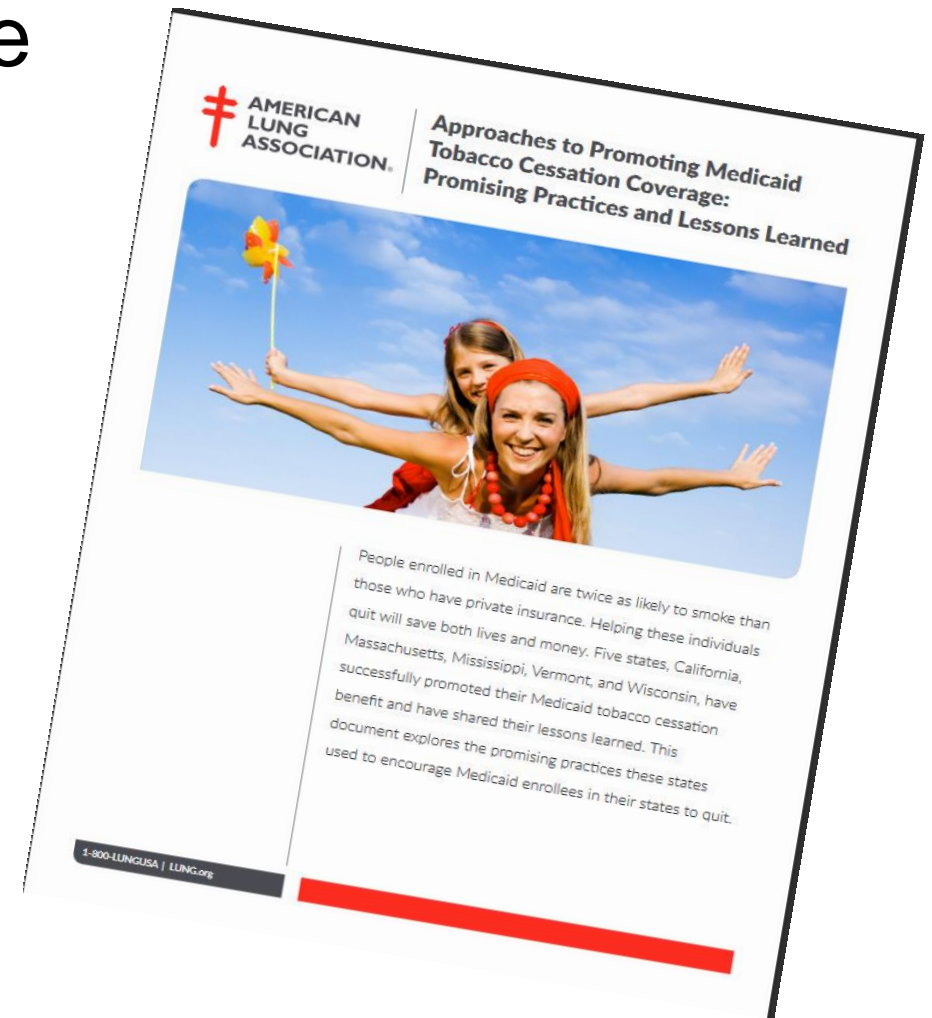 e
AMERICAN
LUNG
ASSOCIATION®
Approaches to Promoting Medicaid
Tobacco Cessation Coverage:
Promising Practices and Lessons Learned
People enrolled in Medicaid are twice as likely to smoke than
those who have private insurance. Helping these individuals
quit will save both lives and money. Five states, California,
Massachusetts, Mississippi, Vermont, and Wisconsin, have
successfully promoted their Medicaid tobacco cessation
benefit and have shared their lessons learned. This
document explores the promising practices these states
used to encourage Medicaid enrollees in their states to quit.
1-800-LUNGUSA | LUNG.org